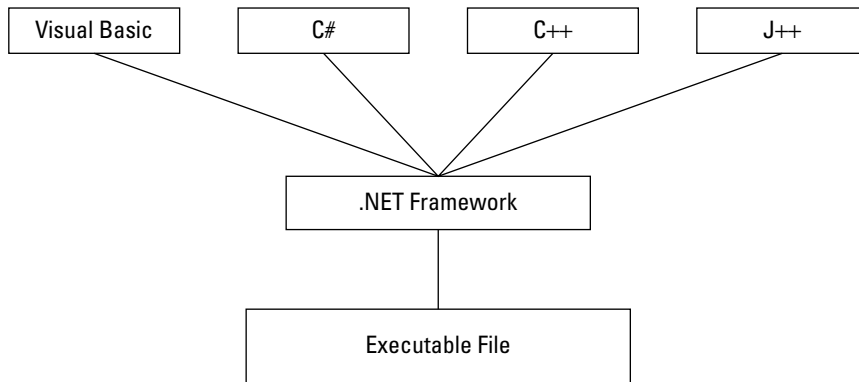 Visual Basic
C#
C++
J++
.NET Framework
Executable File